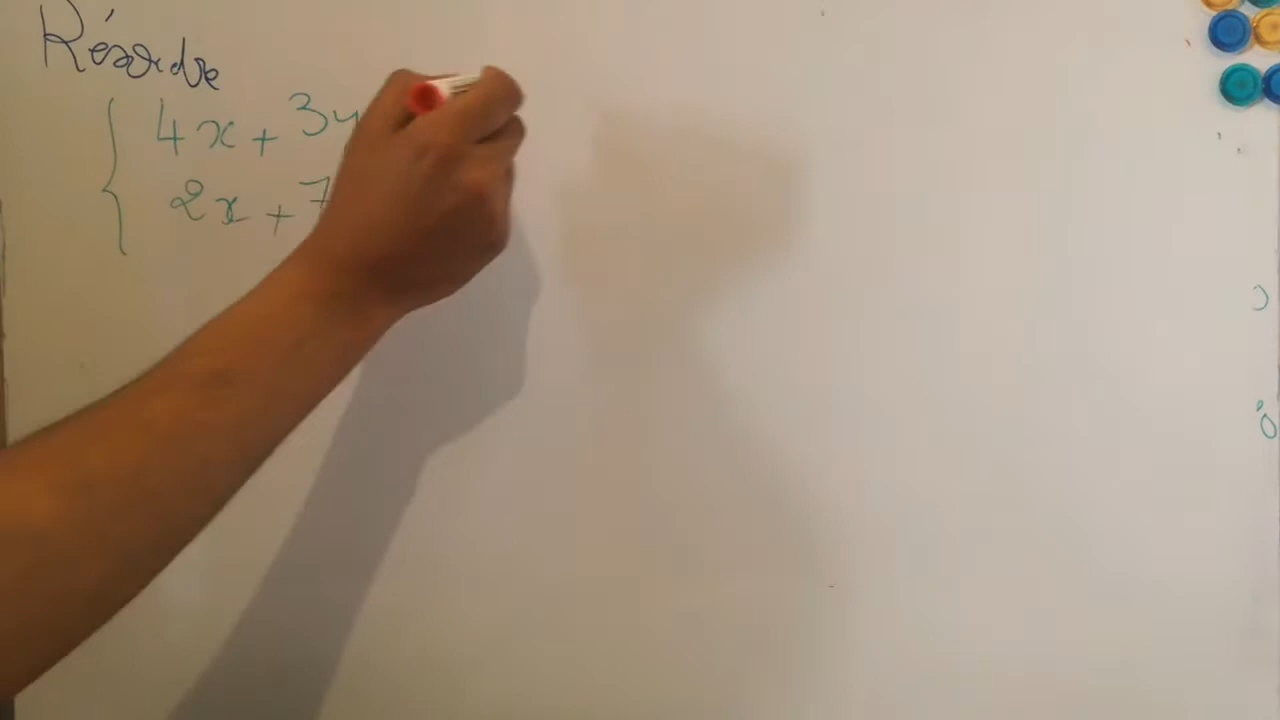 Résoudre
4x + 3y
2x + 7